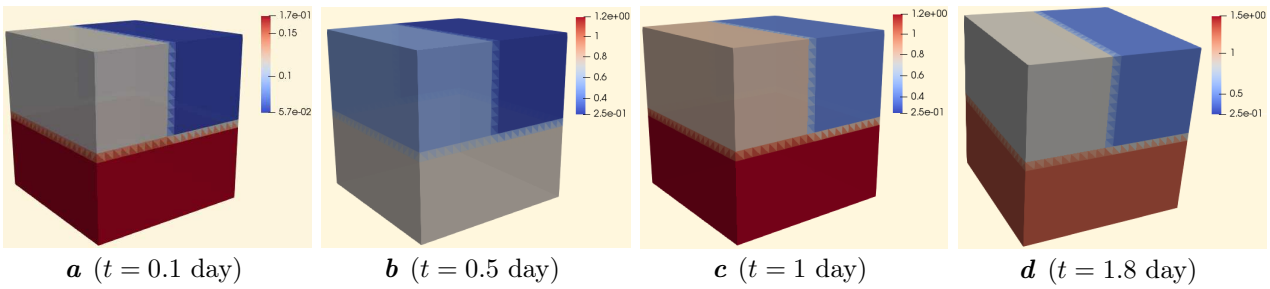 1.7e-01
0.15
0.1
5.7e-02
1.2e+00
1
0.8
0.6
0.4
2.5e-01
1.2e+00
1
0.8
0.6
0.4
2.5e-01
1.5e+00
1
0.5
2.5e-01
a (t = 0.1 day)
b (t = 0.5 day)
c (t = 1 day)
d (t = 1.8 day)